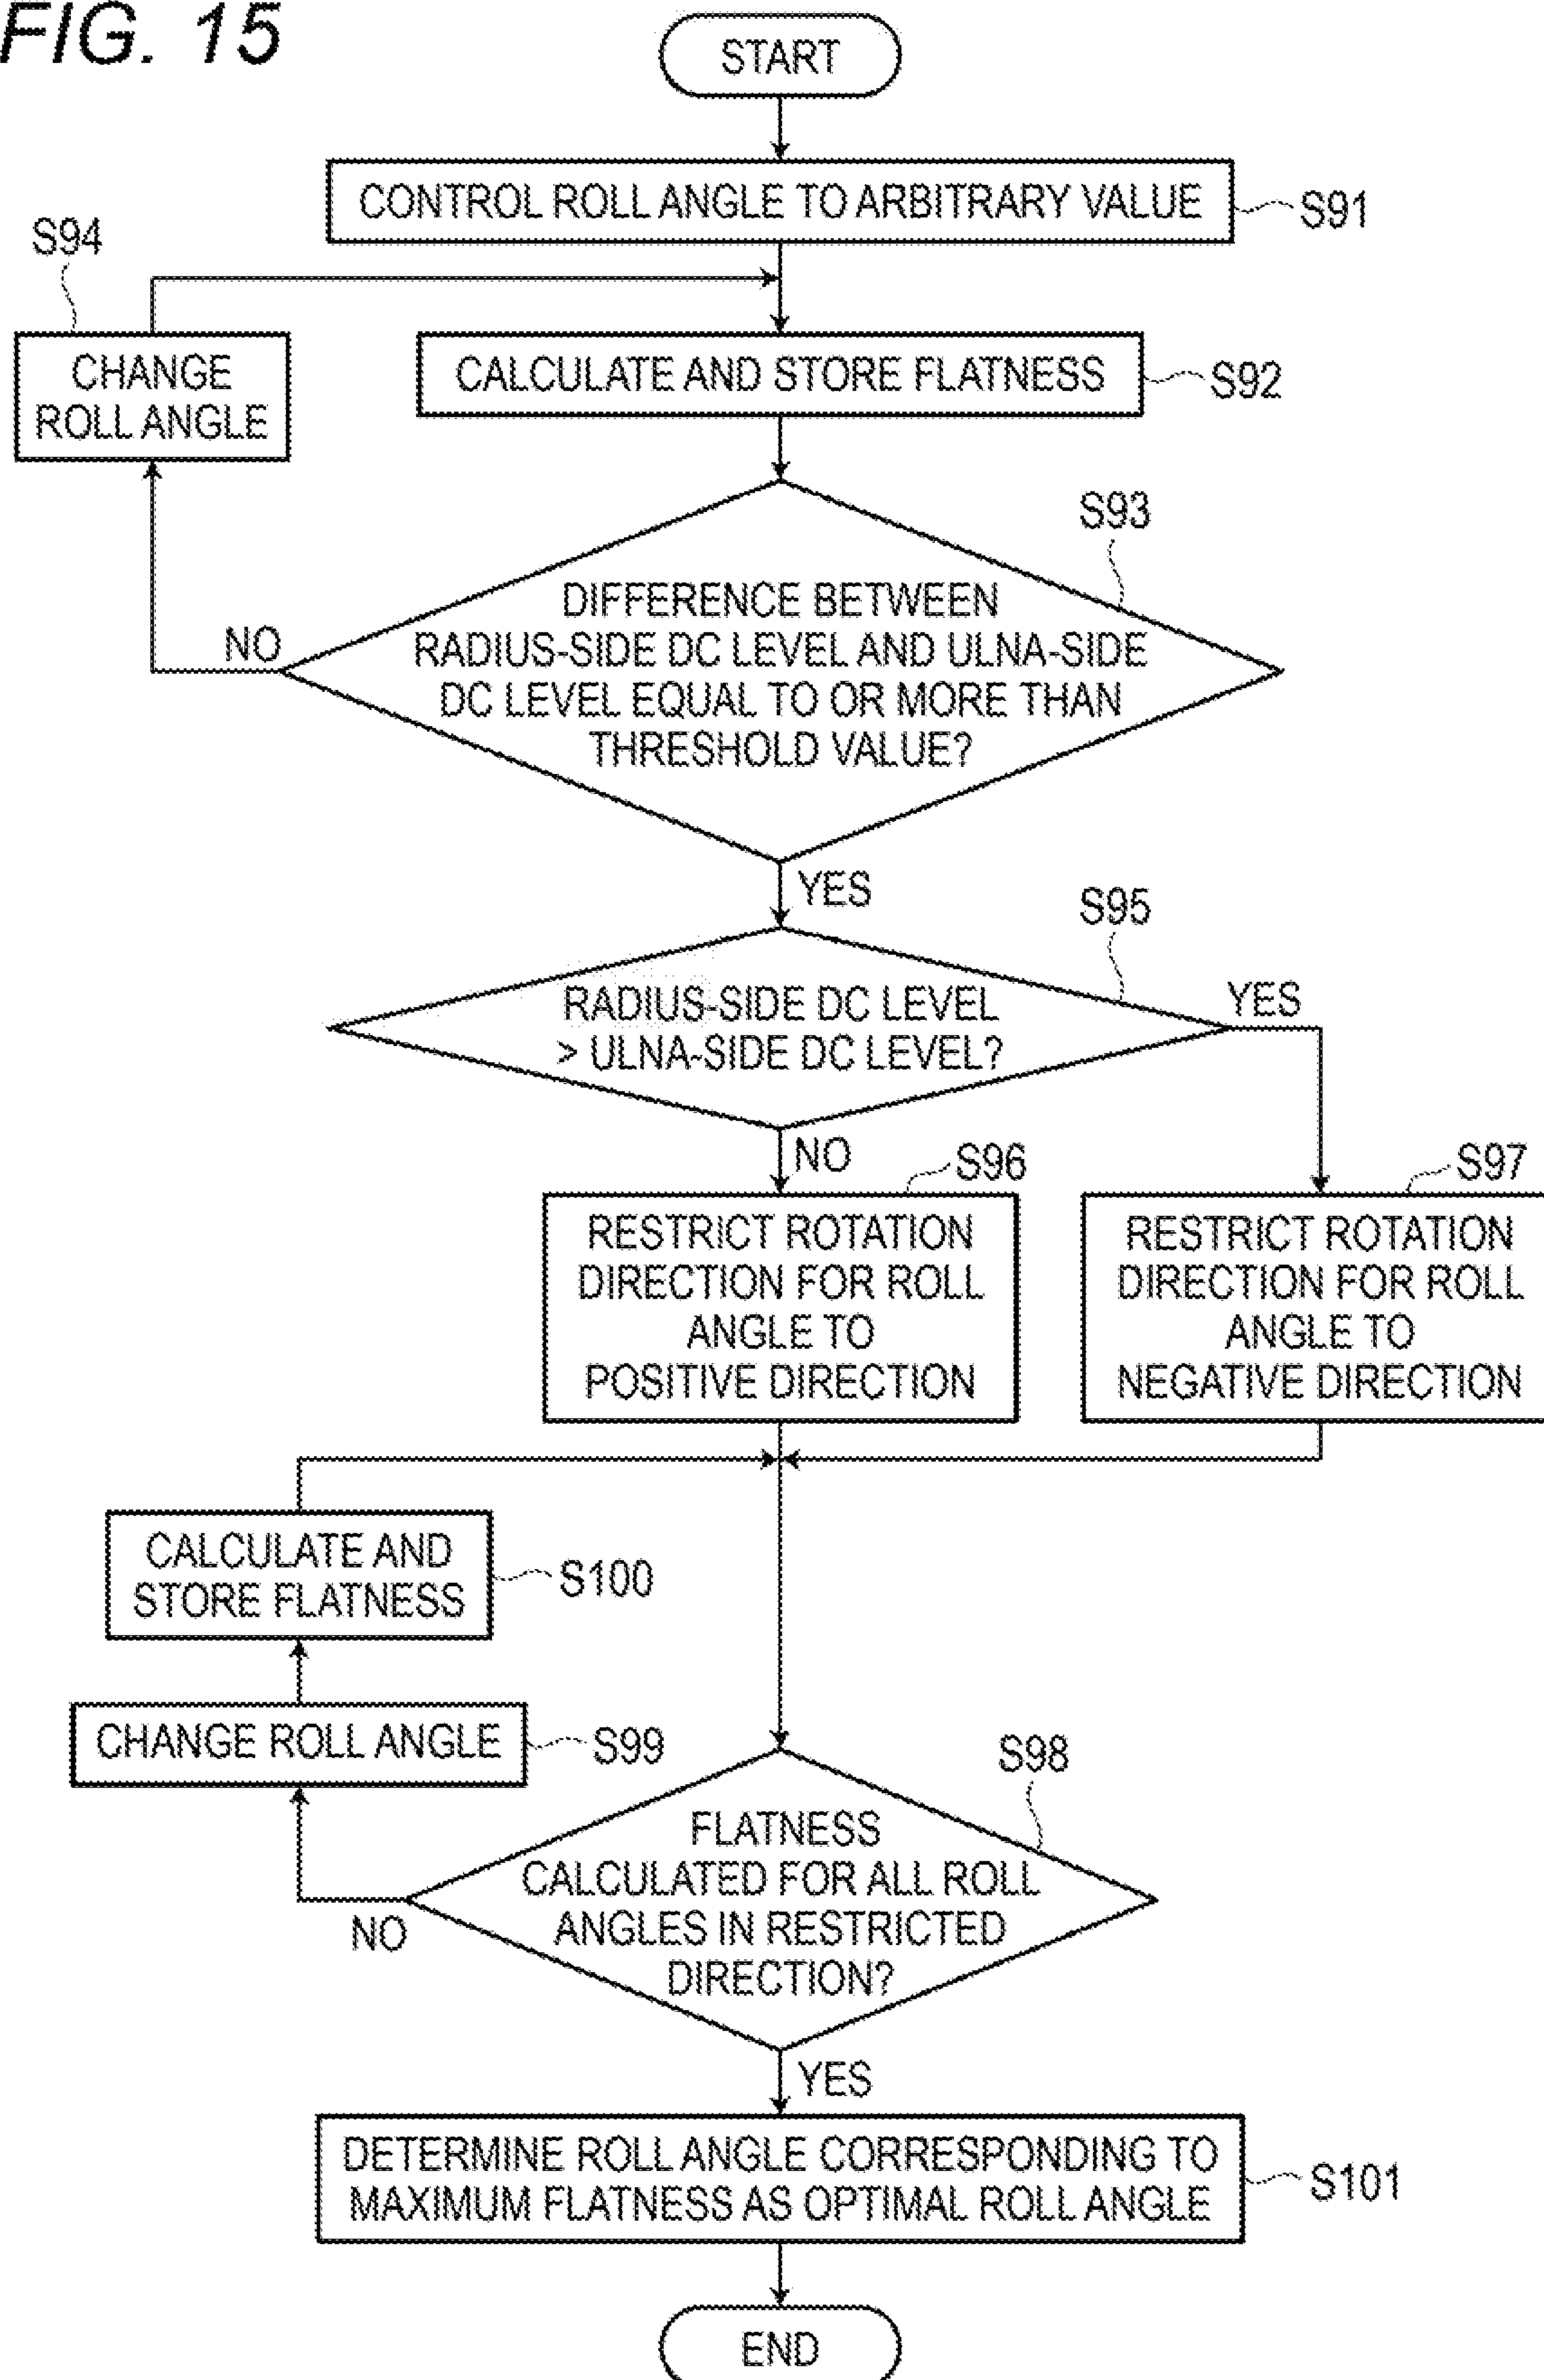 FIG. 15
START
CONTROL ROLL ANGLE TO ARBITRARY VALUE
S91
S94
CHANGE
ROLL ANGLE
CALCULATE AND STORE FLATNESS
S92
S93
DIFFERENCE BETWEEN
RADIUS-SIDE DC LEVEL AND ULNA-SIDE
DC LEVEL EQUAL TO OR MORE THAN
THRESHOLD VALUE?
NO
YES
S95
RADIUS-SIDE DC LEVEL
> ULNA-SIDE DC LEVEL?
YES
NO
S96
RESTRICT ROTATION
DIRECTION FOR ROLL
ANGLE TO
POSITIVE DIRECTION
S97
RESTRICT ROTATION
DIRECTION FOR ROLL
ANGLE TO
NEGATIVE DIRECTION
CALCULATE AND
STORE FLATNESS
S100
CHANGE ROLL ANGLE
S99
S98
FLATNESS
CALCULATED FOR ALL ROLL
ANGLES IN RESTRICTED
DIRECTION?
NO
YES
DETERMINE ROLL ANGLE CORRESPONDING TO
MAXIMUM FLATNESS AS OPTIMAL ROLL ANGLE
S101
END